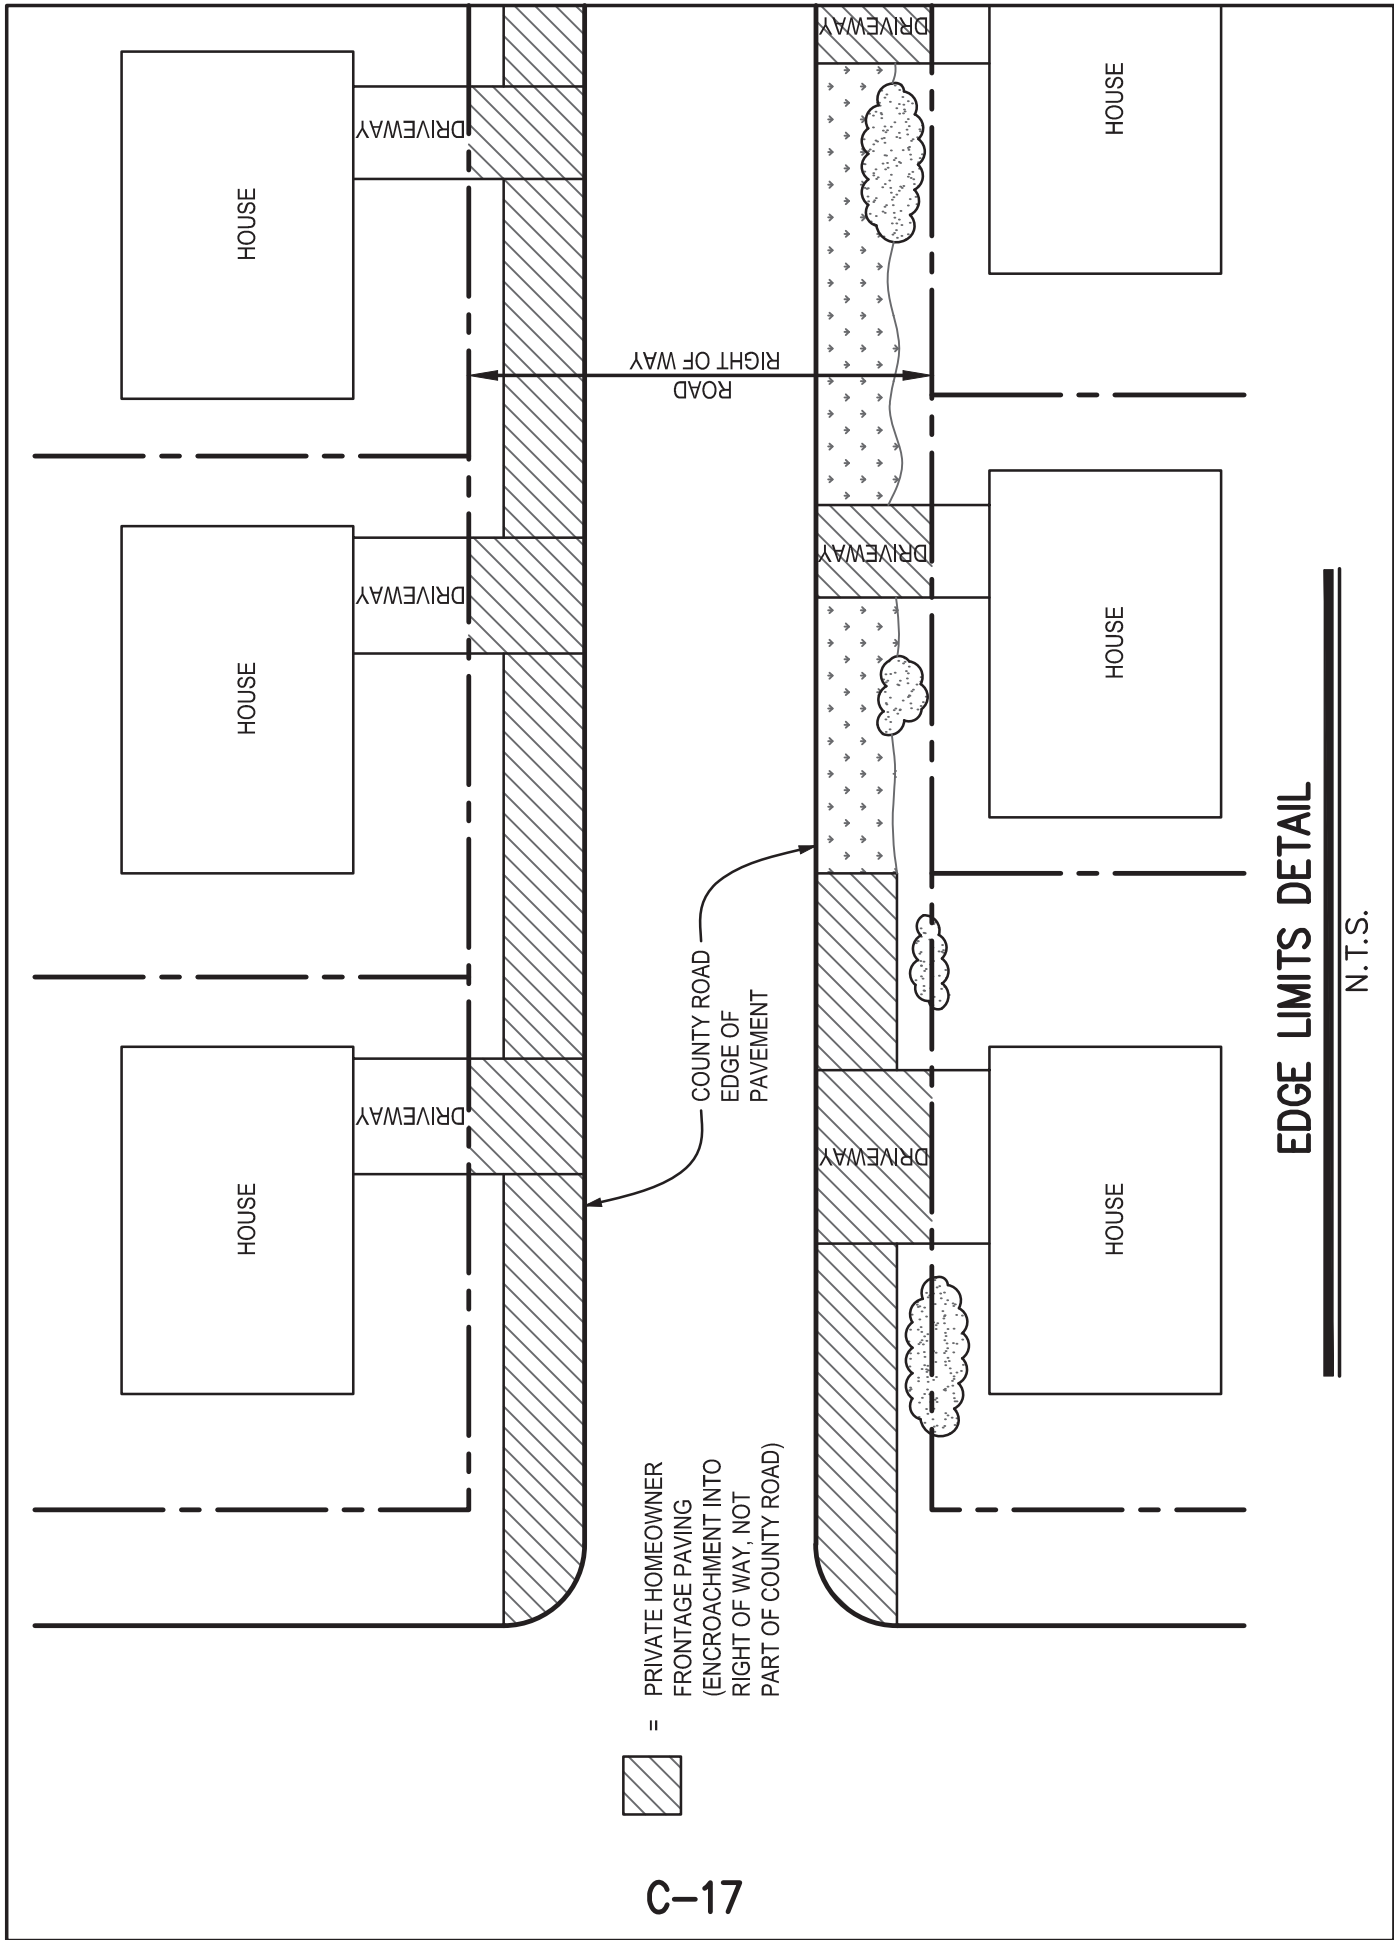 HOUSE
HOUSE
HOUSE
DRIVEWAY
DRIVEWAY
DRIVEWAY
ROAD
RIGHT OF WAY
COUNTY ROAD
EDGE OF
PAVEMENT
= PRIVATE HOMEOWNER
FRONTAGE PAVING
(ENCROACHMENT INTO
RIGHT OF WAY, NOT
PART OF COUNTY ROAD)
DRIVEWAY
DRIVEWAY
DRIVEWAY
HOUSE
HOUSE
HOUSE
EDGE LIMITS DETAIL
N.T.S.
C-17